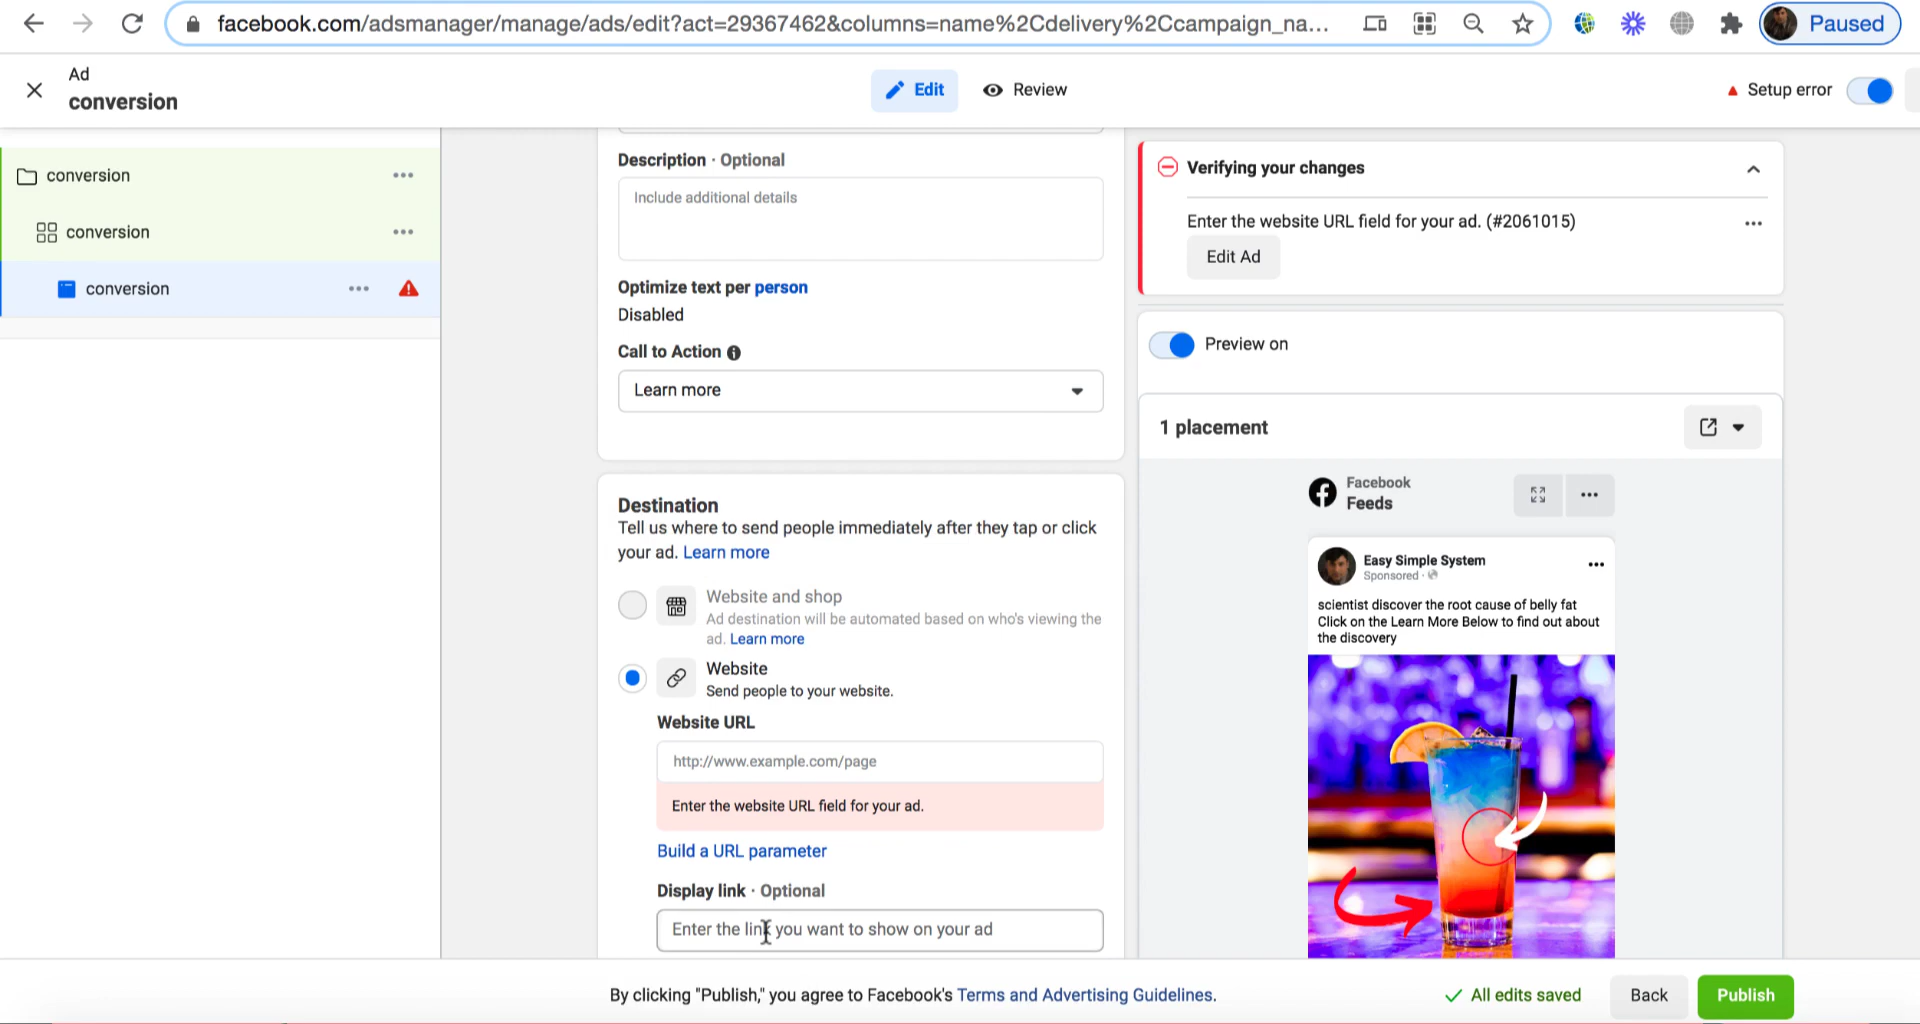 facebook.com/adsmanager/manage/ads/edit?act=29367462&columns=name%2Cdelivery%2Ccampaign_na...
Paused
Ad
conversion
Edit
Review
Setup error
conversion
conversion
conversion
Description · Optional
Include additional details
Optimize text per person
Disabled
Call to Action
Learn more
Destination
Tell us where to send people immediately after they tap or click
your ad. Learn more
Website and shop
Ad destination will be automated based on who's viewing the
ad. Learn more
Website
Send people to your website.
Website URL
http://www.example.com/page
Enter the website URL field for your ad.
Build a URL parameter
Display link · Optional
Enter the link you want to show on your ad
Verifying your changes
Enter the website URL field for your ad. (#2061015)
Edit Ad
Preview on
1 placement
Facebook
Feeds
Easy Simple System
Sponsored ·
scientist discover the root cause of belly fat
Click on the Learn More Below to find out about
the discovery
By clicking "Publish," you agree to Facebook's Terms and Advertising Guidelines.
All edits saved
Back
Publish